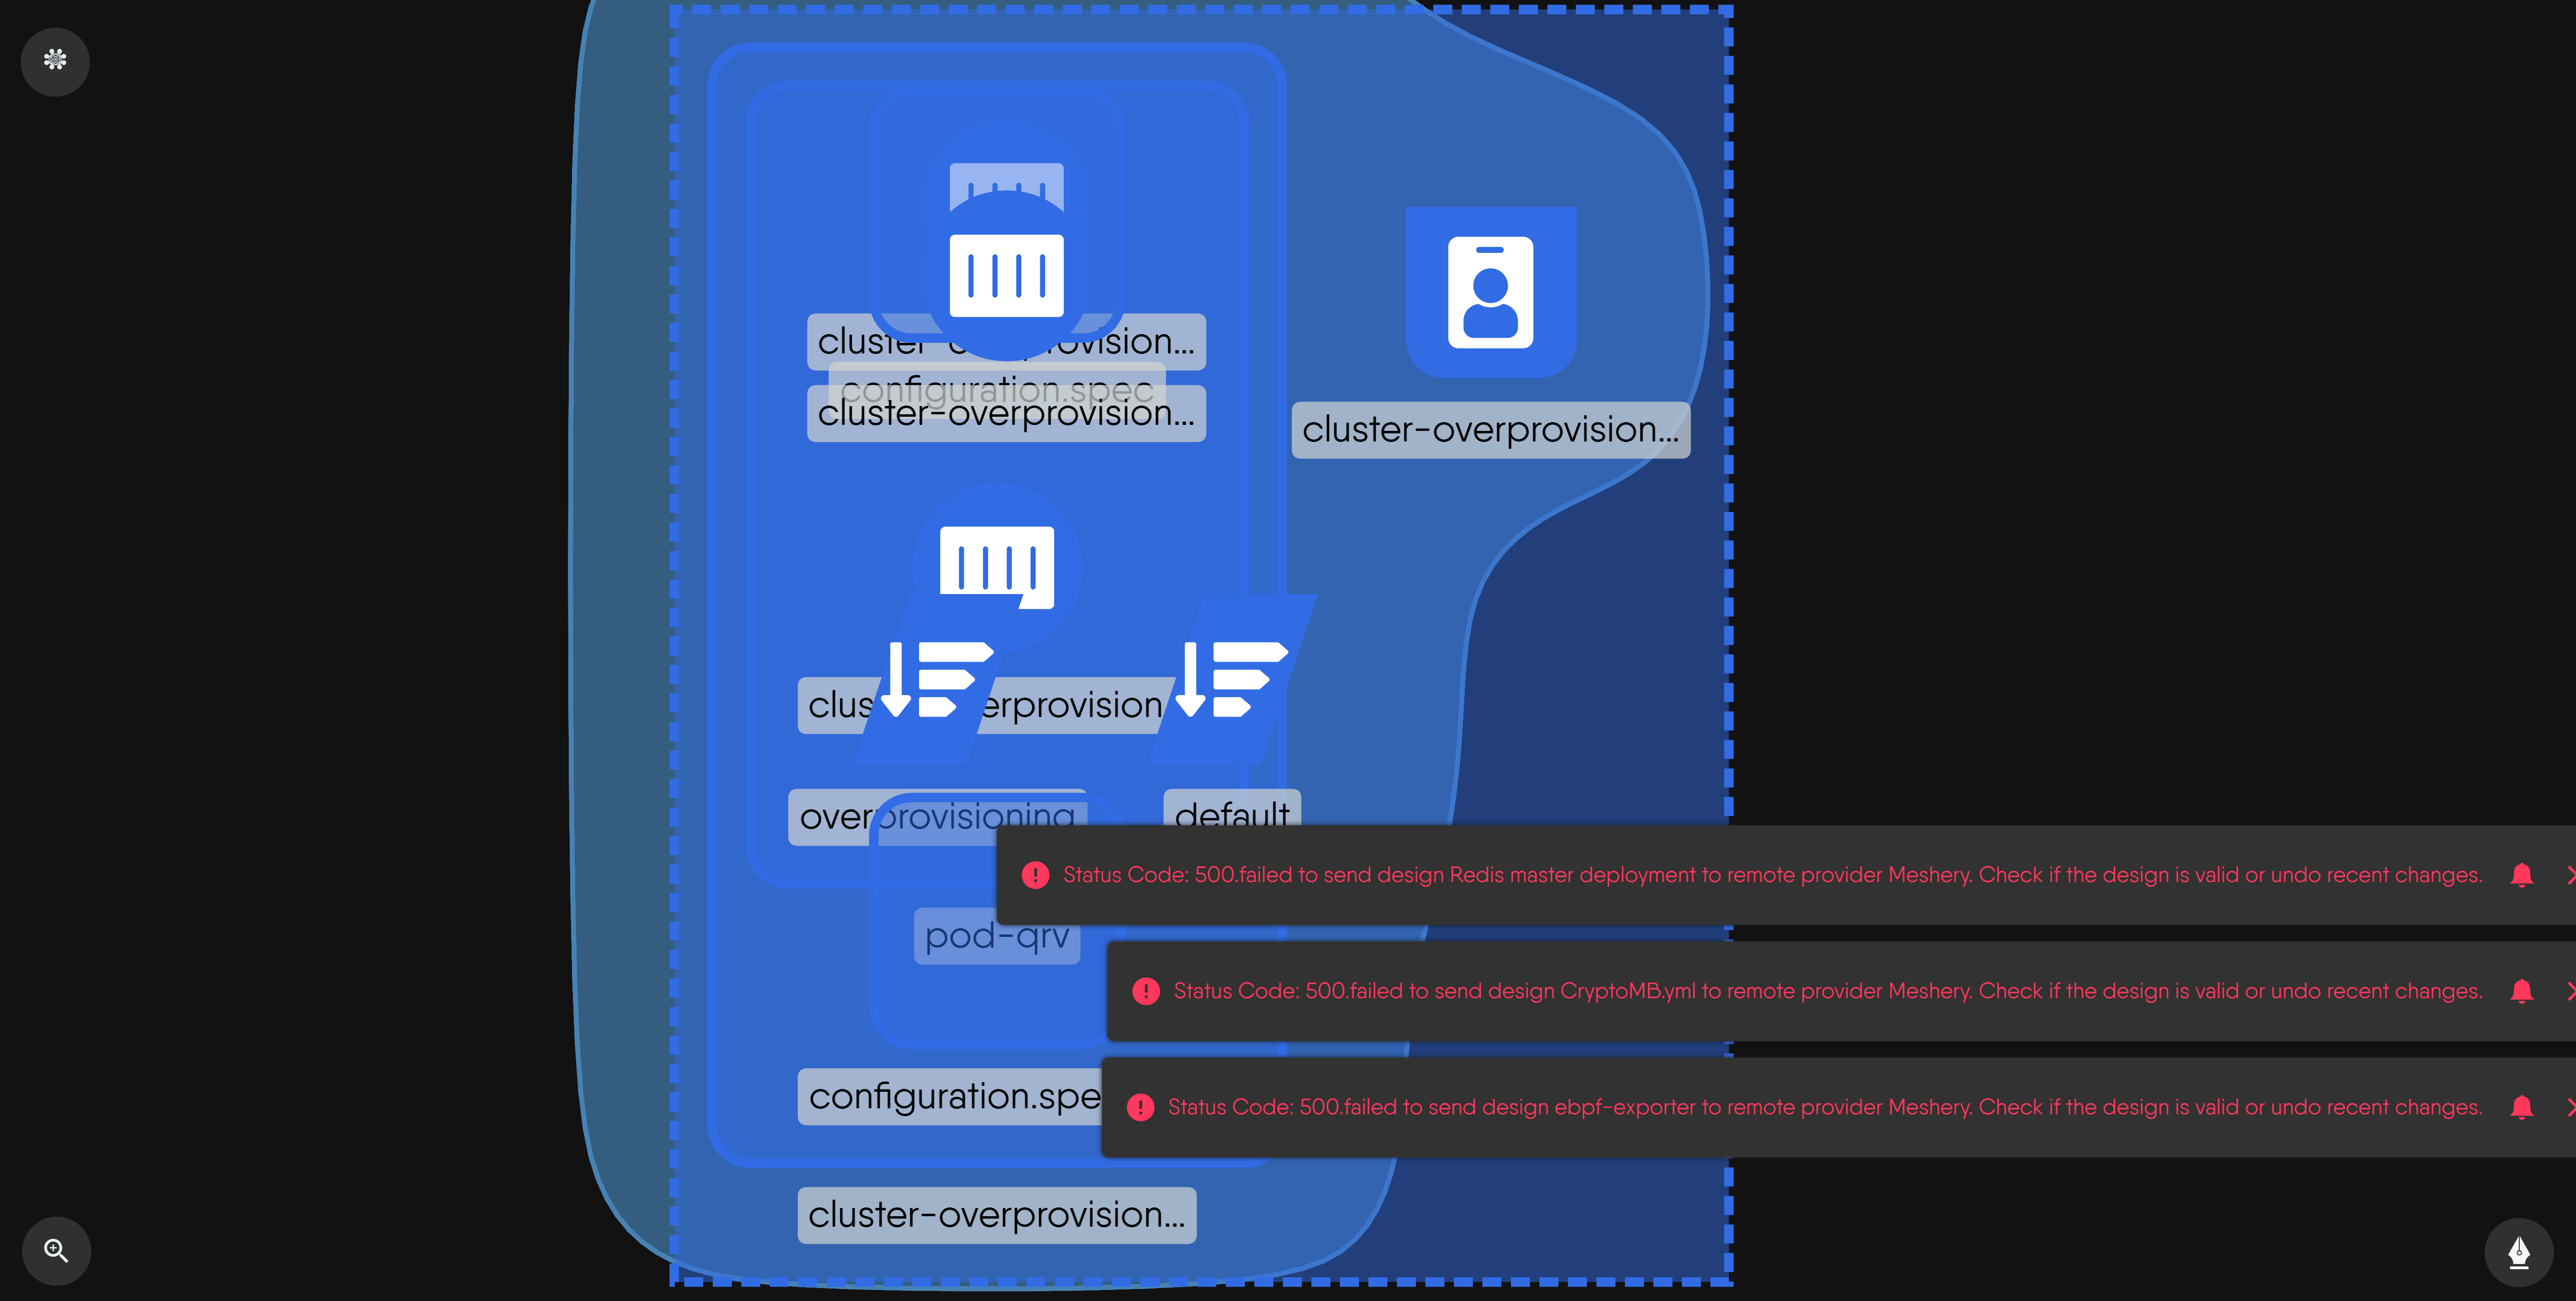 cluster-overprovision...
configuration.spec
cluster-overprovision...
cluster-overprovision...
cluster-overprovision
overprovisioning
default
Status Code: 500.failed to send design Redis master deployment to remote provider Meshery. Check if the design is valid or undo recent changes.
pod-qrv
Status Code: 500.failed to send design CryptoMB.yml to remote provider Meshery. Check if the design is valid or undo recent changes.
configuration.spe
Status Code: 500.failed to send design ebpf-exporter to remote provider Meshery. Check if the design is valid or undo recent changes.
cluster-overprovision...